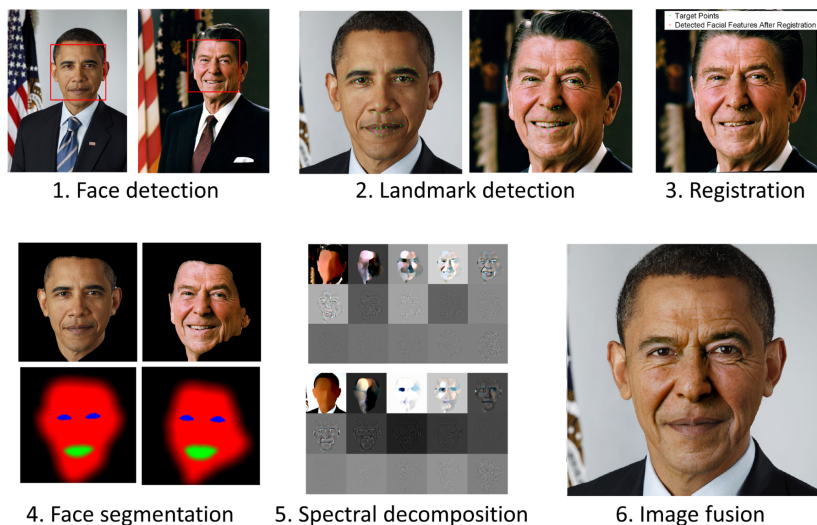 Target Points
Detected Facial Features After Registration
1. Face detection
2. Landmark detection
3. Registration
4. Face segmentation
5. Spectral decomposition
6. Image fusion